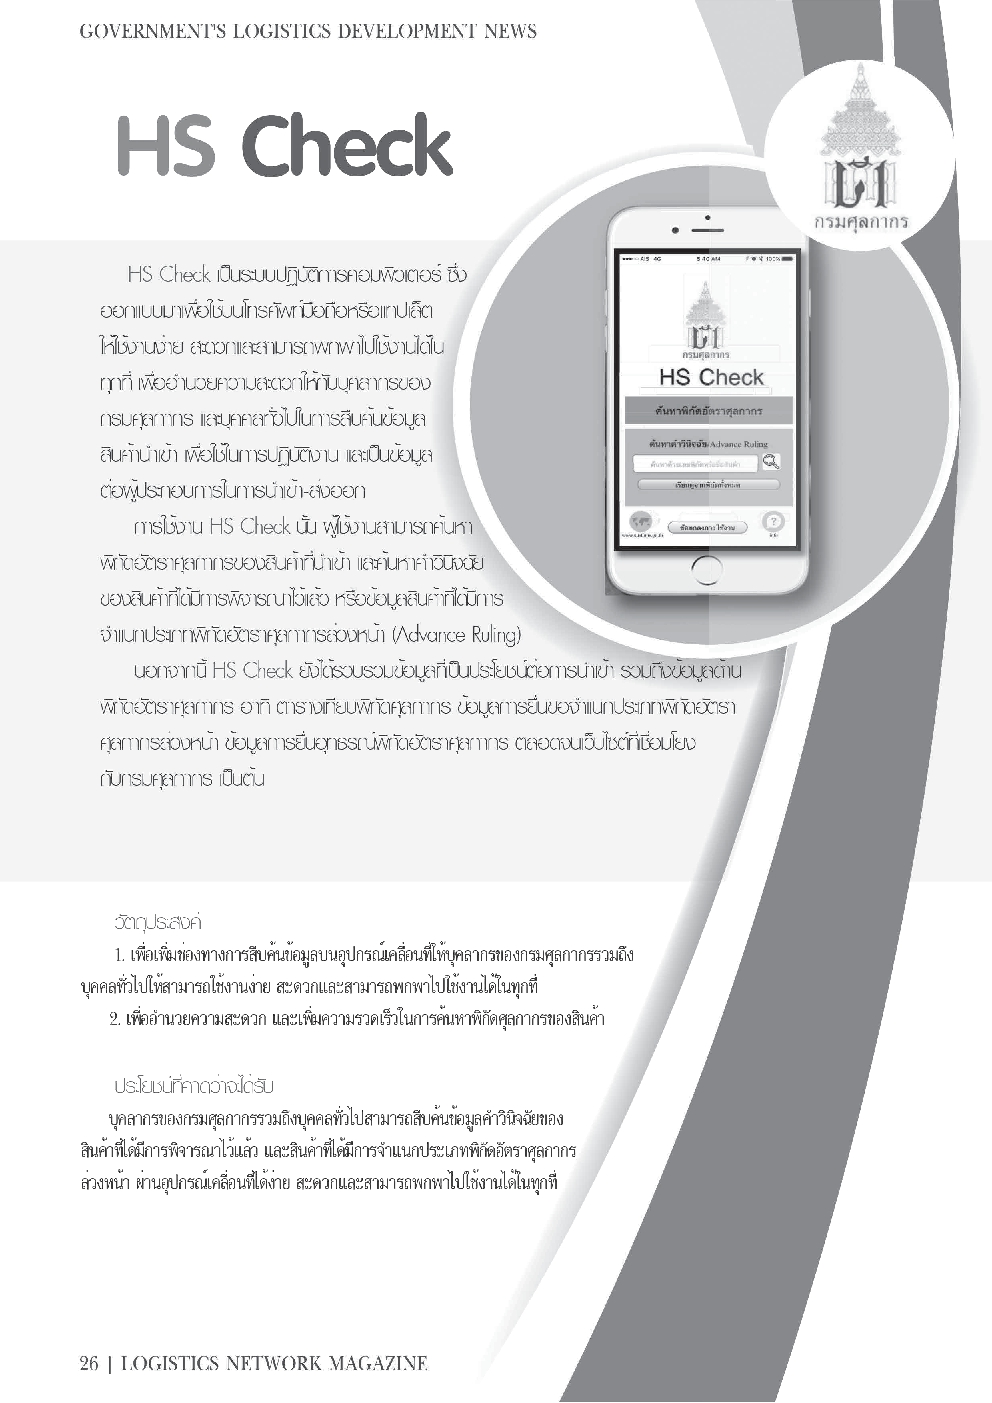 GOVERNMENT'S LOGISTICS DEVELOPMENT NEWS
HS Check
กรมศุลกากร
HS Check เป็นระบบปฏิบัติการคอมพิวเตอร์ ซึ่ง
ออกแบบมาเพื่อใช้บนโทรศัพท์มือถือหรือแทปเล็ต
ให้ใช้งานง่าย สะดวกและสามารถพกพาไปใช้งานได้ใน
ทุกที่ เพื่ออำนวยความสะดวกให้กับบุคลากรของ
กรมศุลกากร และบุคคลทั่วไปในการสืบค้นข้อมูล
สินค้านำเข้า เพื่อใช้ในการปฏิบัติงาน และเป็นข้อมูล
ต่อผู้ประกอบการในการนำเข้า-ส่งออก
การใช้งาน HS Check นั้น ผู้ใช้งานสามารถค้นหา
พิกัดอัตราศุลกากรของสินค้าที่นำเข้า และค้นหาคำวินิจฉัย
ของสินค้าที่ได้มีการพิจารณาไว้แล้ว หรือข้อมูลสินค้าที่ได้มีการ
จำแนกประเภทพิกัดอัตราศุลกากรล่วงหน้า (Advance Ruling)
นอกจากนี้ HS Check ยังได้รวบรวมข้อมูลที่เป็นประโยชน์ต่อการนำเข้า รวมถึงข้อมูลด้าน
พิกัดอัตราศุลกากร อาทิ ตารางเทียบพิกัดศุลกากร ข้อมูลการยื่นขอจำแนกประเภทพิกัดอัตรา
ศุลกากรล่วงหน้า ข้อมูลการยื่นอุทธรณ์พิกัดอัตราศุลกากร ตลอดจนเว็บไซต์ที่เชื่อมโยง
กับกรมศุลกากร เป็นต้น
AIS 4G 5:40 AM 100%
กรมศุลกากร
HS Check
ค้นหาพิกัดอัตราศุลกากร
ค้นหาคำวินิจฉัย/Advance Ruling
ค้นหาด้วยเลขพิกัดหรือชื่อสินค้า
เรียกดูจากพิกัดทั้งหมด
www.customs.go.th
ข้อตกลงการใช้งาน
info
วัตถุประสงค์
1. เพื่อเพิ่มช่องทางการสืบค้นข้อมูลบนอุปกรณ์เคลื่อนที่ให้บุคลากรของกรมศุลกากรรวมถึง
บุคคลทั่วไปให้สามารถใช้งานง่าย สะดวกและสามารถพกพาไปใช้งานได้ในทุกที่
2. เพื่ออำนวยความสะดวก และเพิ่มความรวดเร็วในการค้นหาพิกัดศุลกากรของสินค้า
ประโยชน์ที่คาดว่าจะได้รับ
บุคลากรของกรมศุลกากรรวมถึงบุคคลทั่วไปสามารถสืบค้นข้อมูลคำวินิจฉัยของ
สินค้าที่ได้มีการพิจารณาไว้แล้ว และสินค้าที่ได้มีการจำแนกประเภทพิกัดอัตราศุลกากร
ล่วงหน้า ผ่านอุปกรณ์เคลื่อนที่ได้ง่าย สะดวกและสามารถพกพาไปใช้งานได้ในทุกที่
26 | LOGISTICS NETWORK MAGAZINE